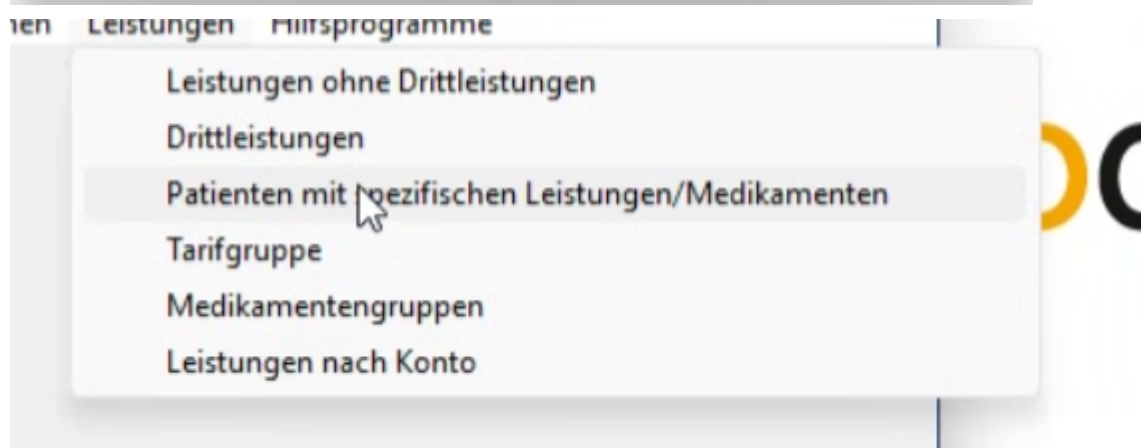 Leistungen Hilfsprogramme
Leistungen ohne Drittleistungen
Drittleistungen
Patienten mit spezifischen Leistungen/Medikamenten
Tarifgruppe
Medikamentengruppen
Leistungen nach Konto